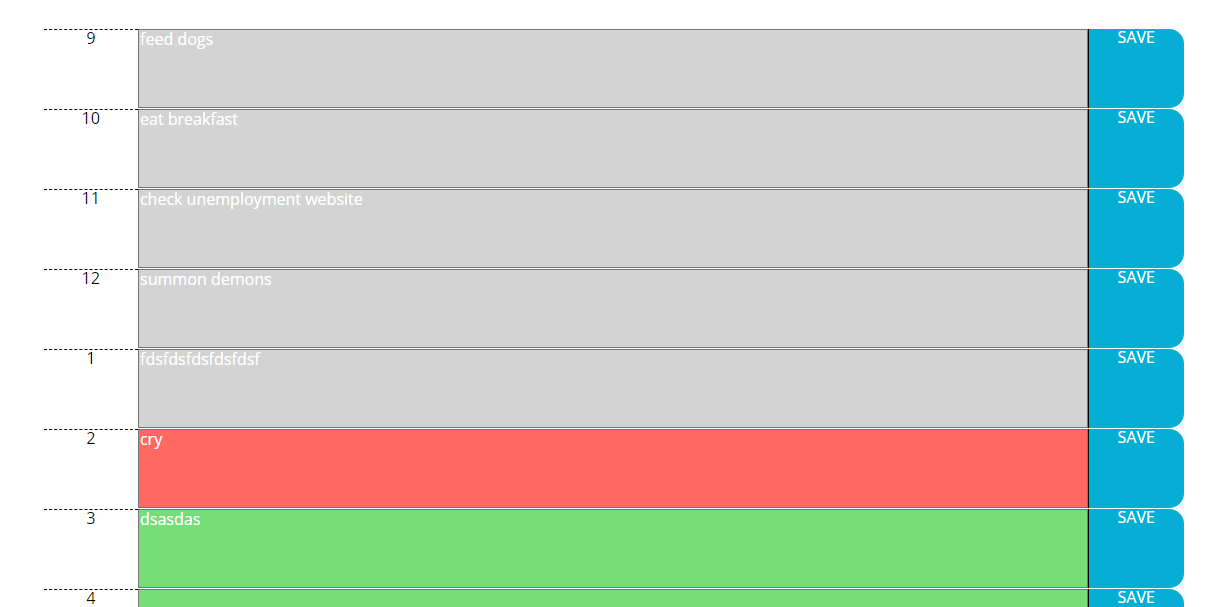 9 feed dogs SAVE
10 eat breakfast SAVE
11 check unemployment website SAVE
12 summon demons SAVE
1 fdsfdsfdsfdsfdsf SAVE
2 cry SAVE
3 dsasdas SAVE
4 SAVE